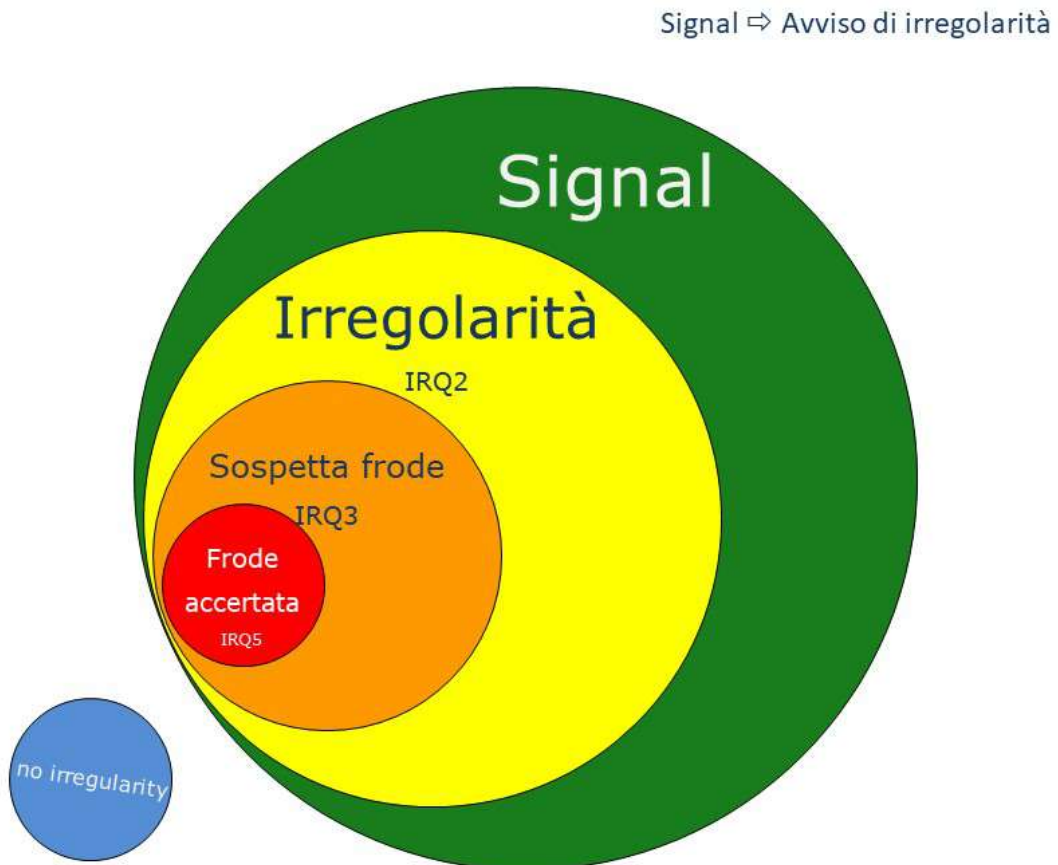 Signal ⇨ Avviso di irregolarità
Signal
Irregolarità
IRQ2
Sospetta frode
IRQ3
Frode
accertata
IRQ5
no irregularity